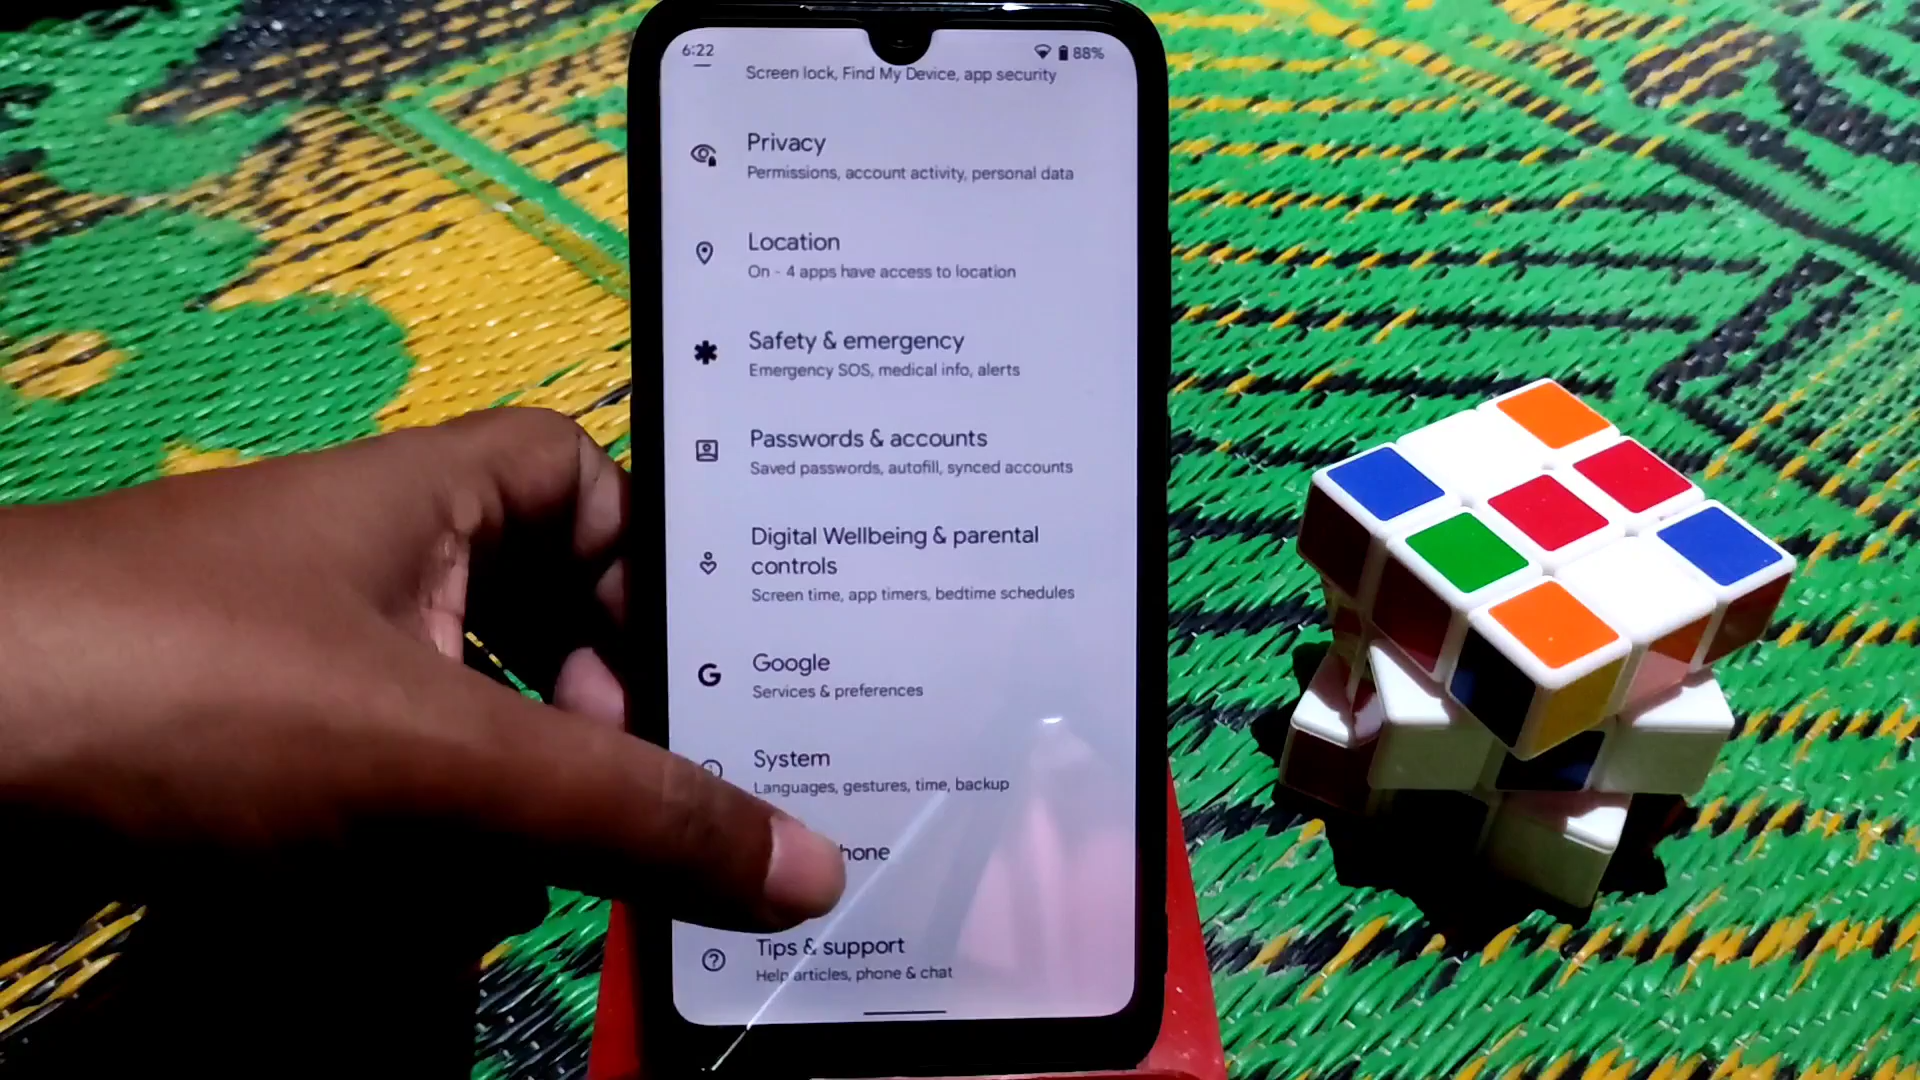 6:22
88%
Screen lock, Find My Device, app security
Privacy
Permissions, account activity, personal data
Location
On - 4 apps have access to location
Safety & emergency
Emergency SOS, medical info, alerts
Passwords & accounts
Saved passwords, autofill, synced accounts
Digital Wellbeing & parental
controls
Screen time, app timers, bedtime schedules
G
Google
Services & preferences
System
Languages, gestures, time, backup
hone
Tips & support
Help articles, phone & chat